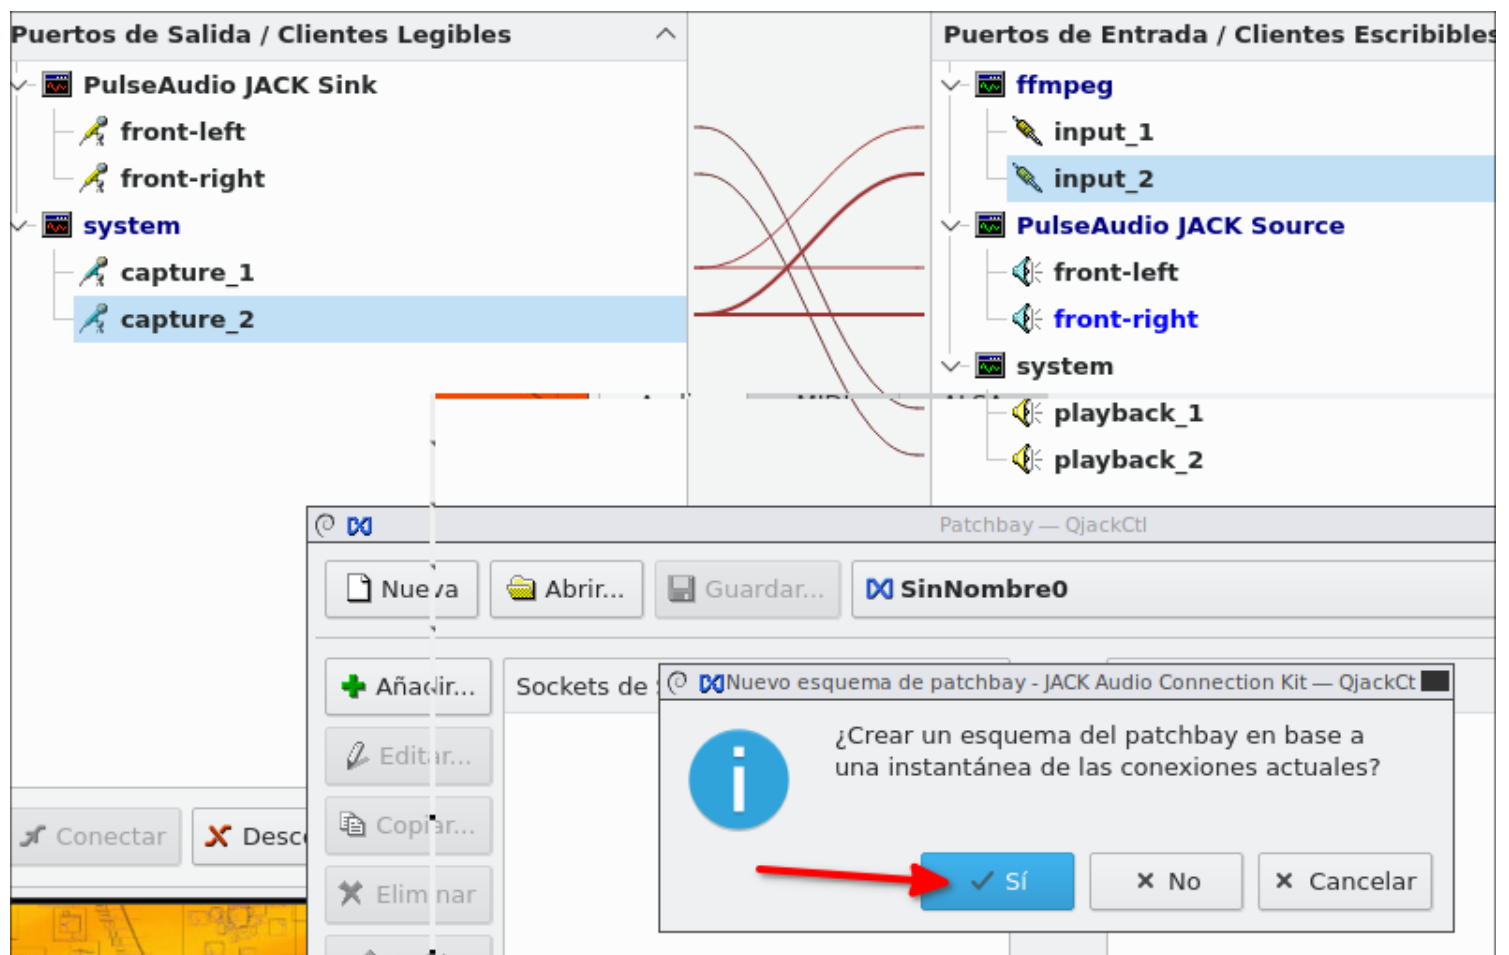 Puertos de Salida / Clientes Legibles
PulseAudio JACK Sink
front-left
front-right
system
capture_1
capture_2
Puertos de Entrada / Clientes Escribibles
ffmpeg
input_1
input_2
PulseAudio JACK Source
front-left
front-right
system
playback_1
playback_2
Patchbay — QjackCtl
Nueva
Abrir...
Guardar...
SinNombre0
Añadir...
Sockets de
Editar...
Copiar...
Eliminar
Conectar
Desc
Nuevo esquema de patchbay - JACK Audio Connection Kit — QjackCt
¿Crear un esquema del patchbay en base a
una instantánea de las conexiones actuales?
Sí
No
Cancelar